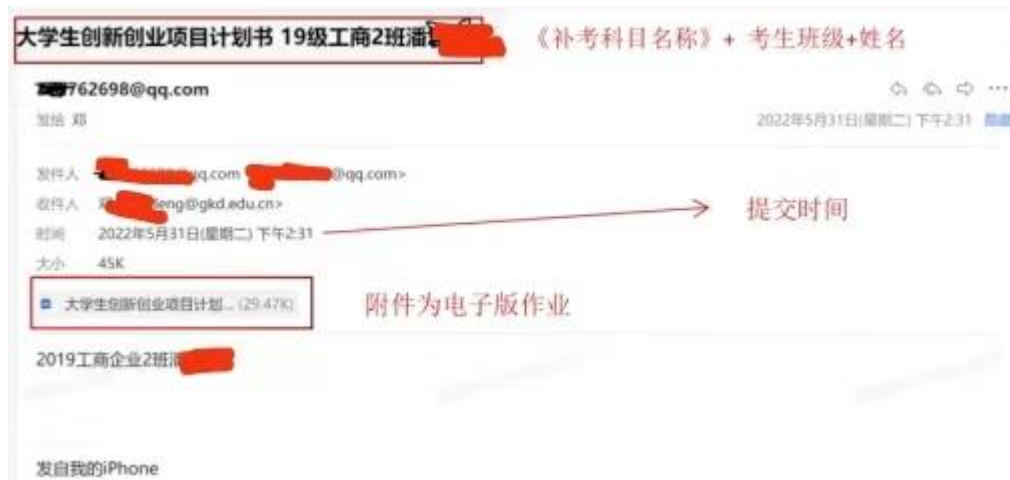 大学生创新创业项目计划书 19级工商2班潘
《补考科目名称》+ 考生班级+姓名
762698@qq.com
发给 邓
2022年5月31日(星期二) 下午2:31 隐藏
发件人 q.com @qq.com>
收件人 eng@gkd.edu.cn>
时间 2022年5月31日(星期二) 下午2:31
提交时间
大小 45K
大学生创新创业项目计划... (29.47K)
附件为电子版作业
2019工商企业2班潘
发自我的iPhone